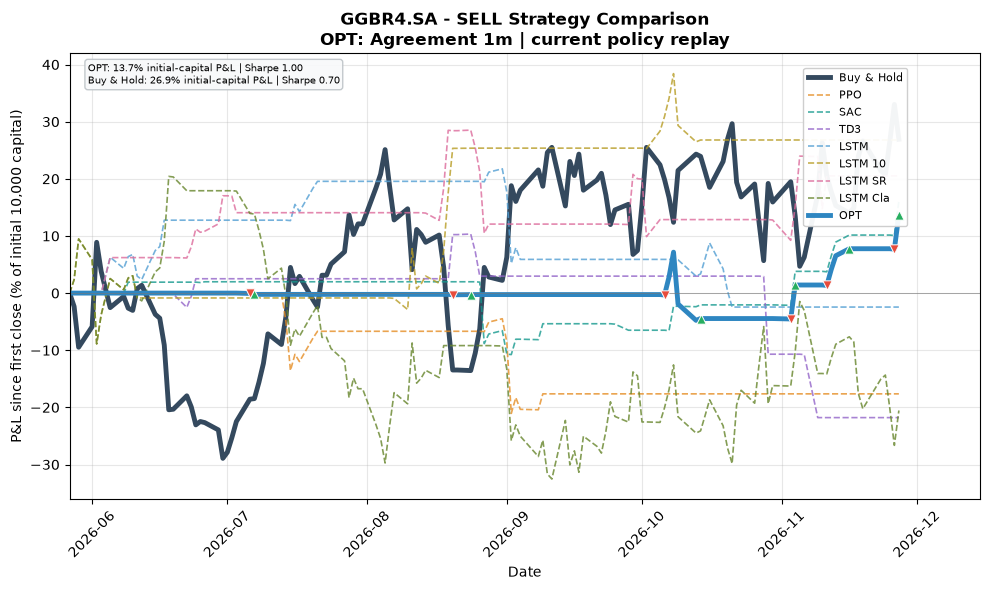 GGBR4.SA - SELL Strategy Comparison
OPT: Agreement 1m | current policy replay
OPT: 13.7% initial-capital P&L | Sharpe 1.00
Buy & Hold: 26.9% initial-capital P&L | Sharpe 0.70
Buy & Hold
PPO
SAC
TD3
LSTM
LSTM 10
LSTM SR
LSTM Cla
OPT
P&L since first close (% of initial 10,000 capital)
40
30
20
10
0
−10
−20
−30
2026-06
2026-07
2026-08
2026-09
2026-10
2026-11
2026-12
Date